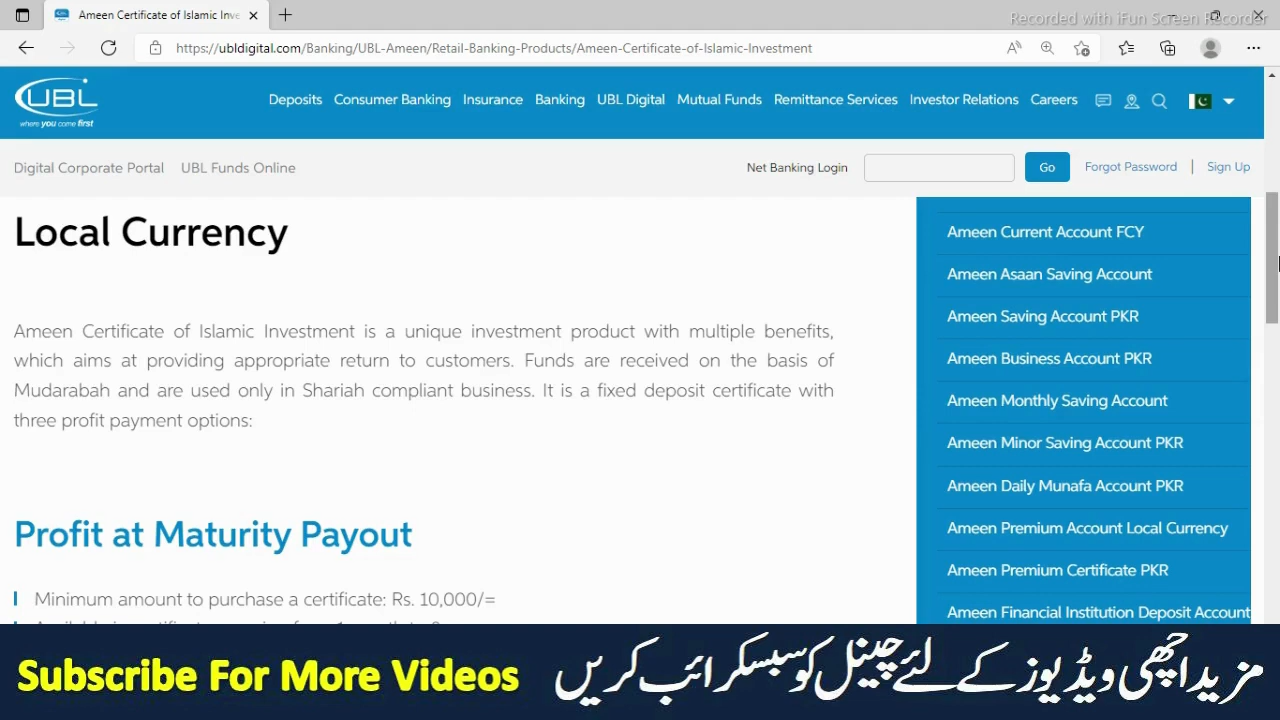 Ameen Certificate of Islamic Inve
Recorded with iFun Screen Recorder
https://ubldigital.com/Banking/UBL-Ameen/Retail-Banking-Products/Ameen-Certificate-of-Islamic-Investment
UBL
where you come first
Deposits Consumer Banking Insurance Banking UBL Digital Mutual Funds Remittance Services Investor Relations Careers
Digital Corporate Portal UBL Funds Online Net Banking Login Go Forgot Password | Sign Up
Local Currency
Ameen Certificate of Islamic Investment is a unique investment product with multiple benefits,
which aims at providing appropriate return to customers. Funds are received on the basis of
Mudarabah and are used only in Shariah compliant business. It is a fixed deposit certificate with
three profit payment options:
Profit at Maturity Payout
Minimum amount to purchase a certificate: Rs. 10,000/=
Ameen Current Account FCY
Ameen Asaan Saving Account
Ameen Saving Account PKR
Ameen Business Account PKR
Ameen Monthly Saving Account
Ameen Minor Saving Account PKR
Ameen Daily Munafa Account PKR
Ameen Premium Account Local Currency
Ameen Premium Certificate PKR
Ameen Financial Institution Deposit Account
Subscribe For More Videos
مزید اچھی ویڈیوز کے لئے چینل کو سبسکرائب کریں